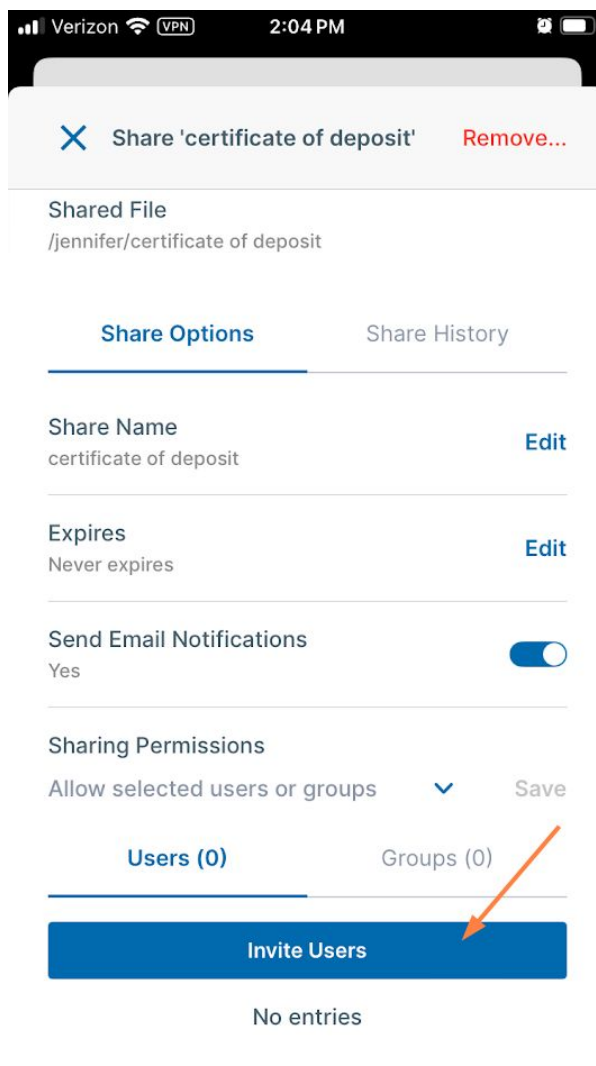 Verizon VPN 2:04 PM
Share 'certificate of deposit' Remove...
Shared File
/jennifer/certificate of deposit
Share Options Share History
Share Name
certificate of deposit
Edit
Expires
Never expires
Edit
Send Email Notifications
Yes
Sharing Permissions
Allow selected users or groups Save
Users (0) Groups (0)
Invite Users
No entries